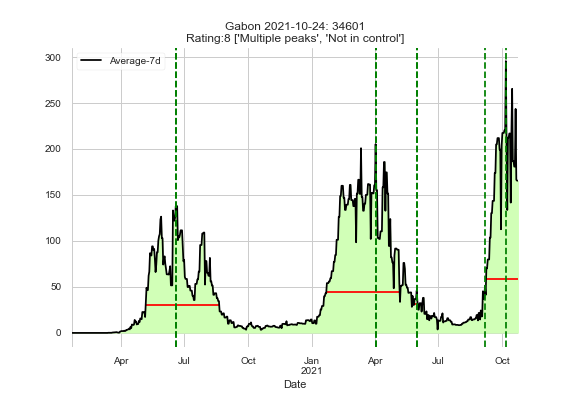 Gabon 2021-10-24: 34601
Rating:8 ['Multiple peaks', 'Not in control']
Average-7d
300
250
200
150
100
50
0
Apr Jul Oct Jan Apr Jul Oct
2021
Date